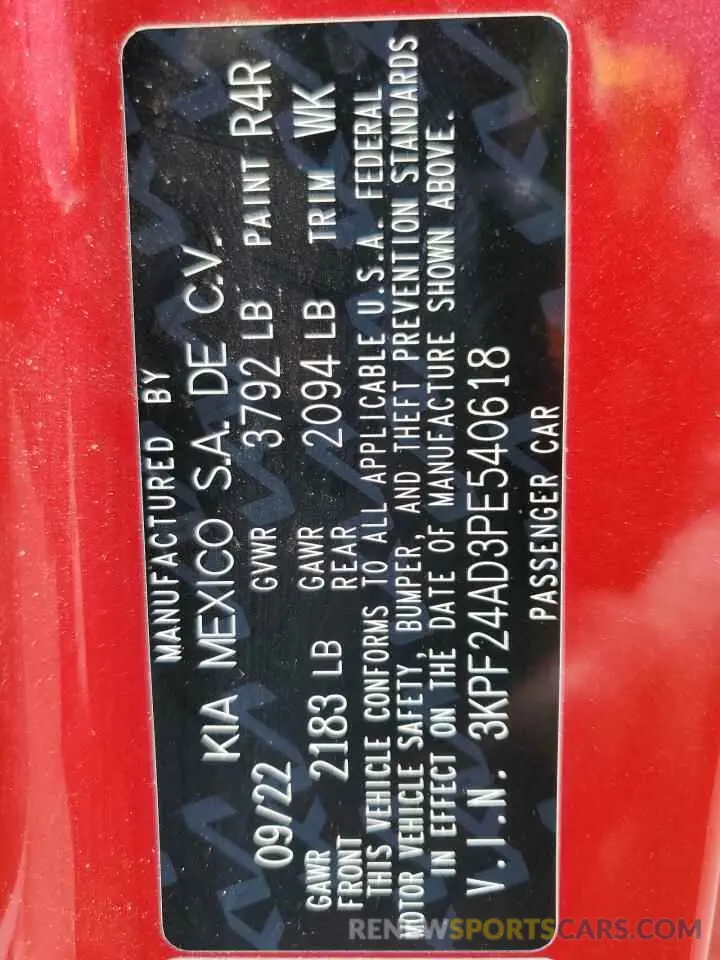 MANUFACTURED BY
KIA MEXICO S.A. DE C.V.
09/22 GVWR 3792 LB PAINT R4R
GAWR FRONT 2183 LB GAWR REAR 2094 LB TRIM WK
THIS VEHICLE CONFORMS TO ALL APPLICABLE U.S.A. FEDERAL
MOTOR VEHICLE SAFETY, BUMPER, AND THEFT PREVENTION STANDARDS
IN EFFECT ON THE DATE OF MANUFACTURE SHOWN ABOVE.
V.I.N. 3KPF24AD3PE540618
PASSENGER CAR
RENEWSPORTSCARS.COM